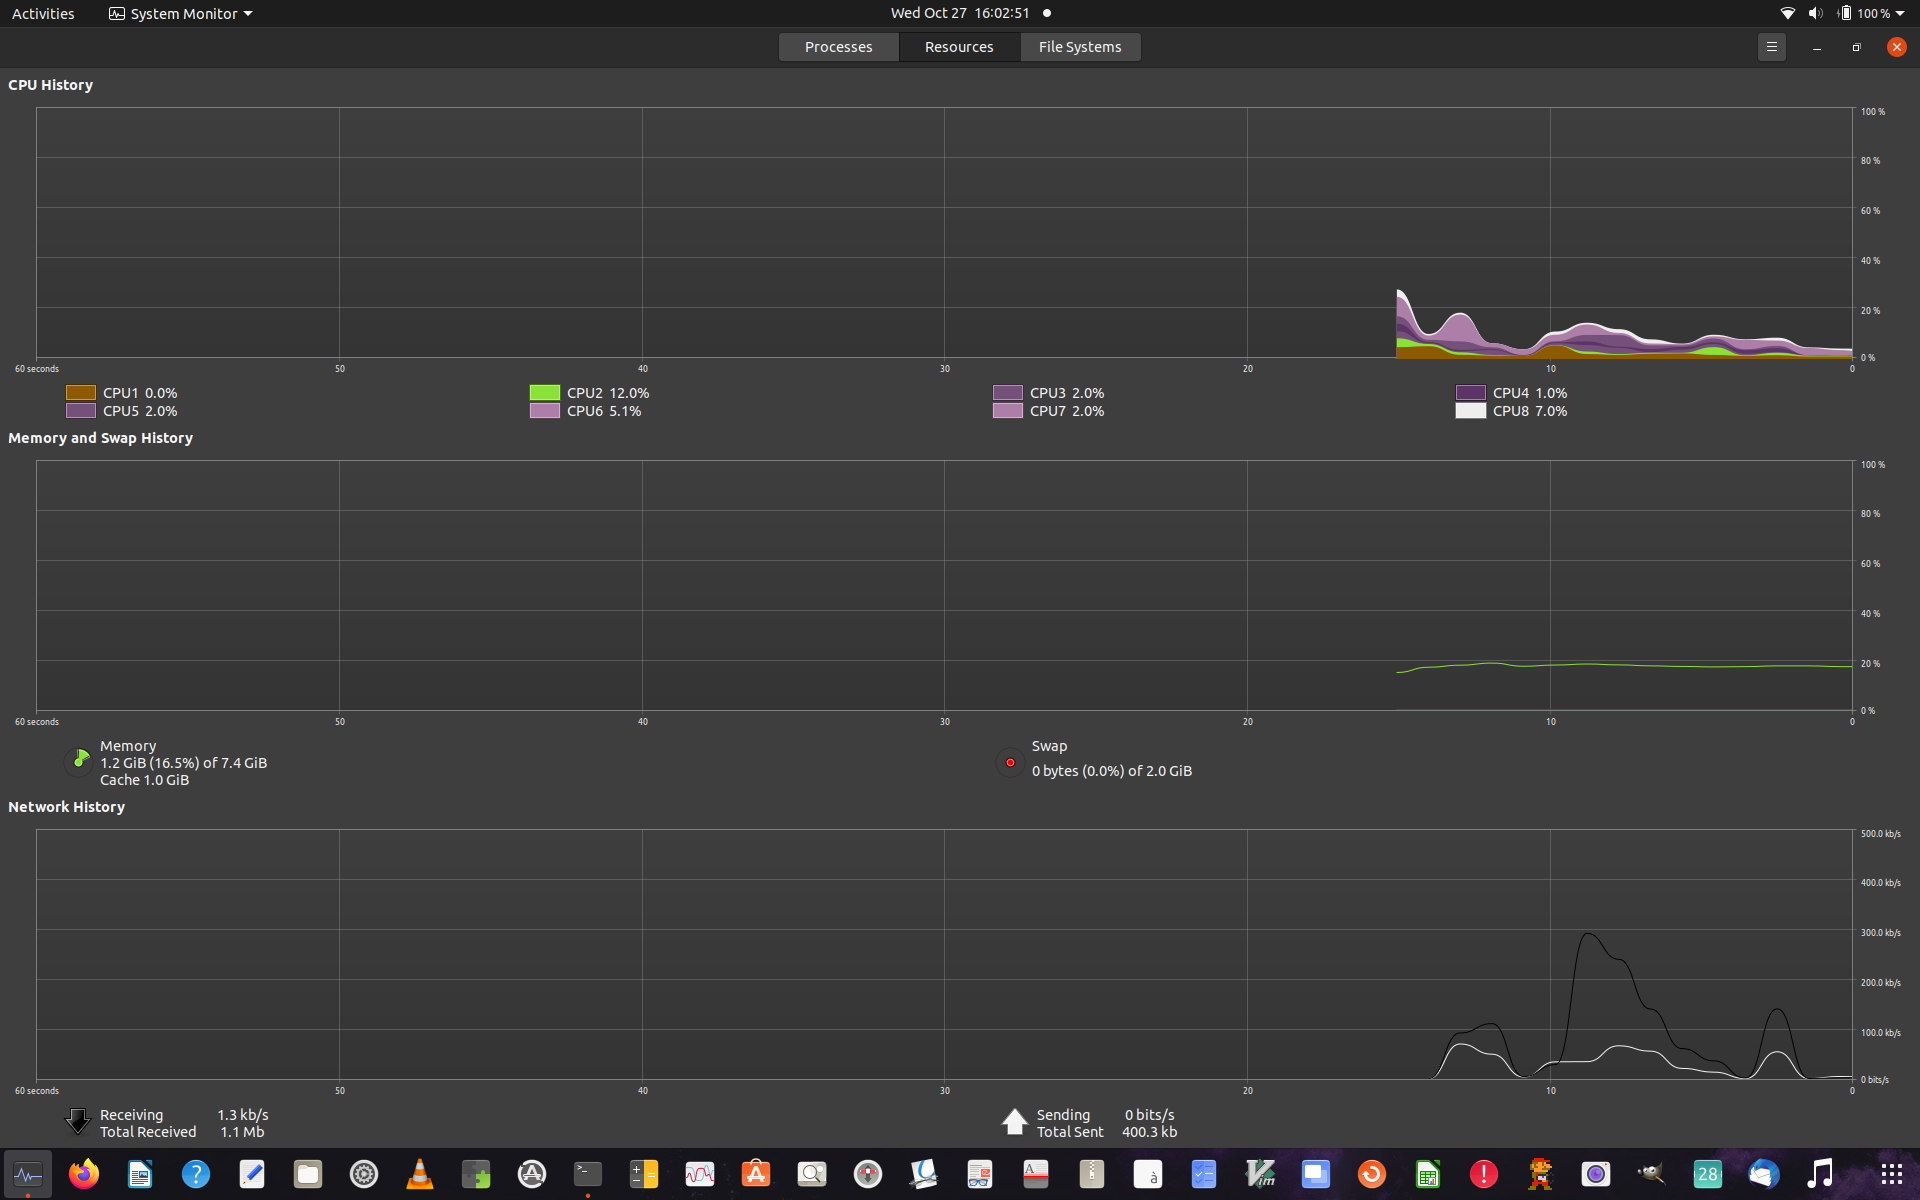 Activities
System Monitor
Wed Oct 27 16:02:51
100 %
Processes
Resources
File Systems
CPU History
100 %
80 %
60 %
40 %
20 %
0 %
60 seconds 50 40 30 20 10 0
CPU1 0.0% CPU2 12.0% CPU3 2.0% CPU4 1.0%
CPU5 2.0% CPU6 5.1% CPU7 2.0% CPU8 7.0%
Memory and Swap History
100 %
80 %
60 %
40 %
20 %
0 %
60 seconds 50 40 30 20 10 0
Memory
1.2 GiB (16.5%) of 7.4 GiB
Cache 1.0 GiB
Swap
0 bytes (0.0%) of 2.0 GiB
Network History
500.0 kb/s
400.0 kb/s
300.0 kb/s
200.0 kb/s
100.0 kb/s
0 bits/s
60 seconds 50 40 30 20 10 0
Receiving 1.3 kb/s
Total Received 1.1 Mb
Sending 0 bits/s
Total Sent 400.3 kb
28